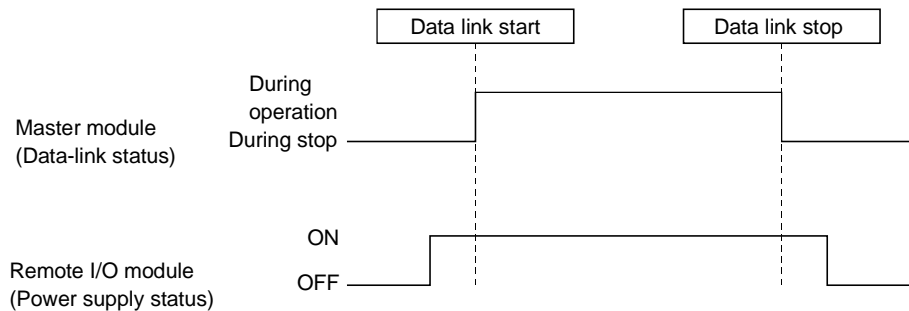 Data link start
Data link stop
During
operation
During stop
Master module
(Data-link status)
ON
OFF
Remote I/O module
(Power supply status)